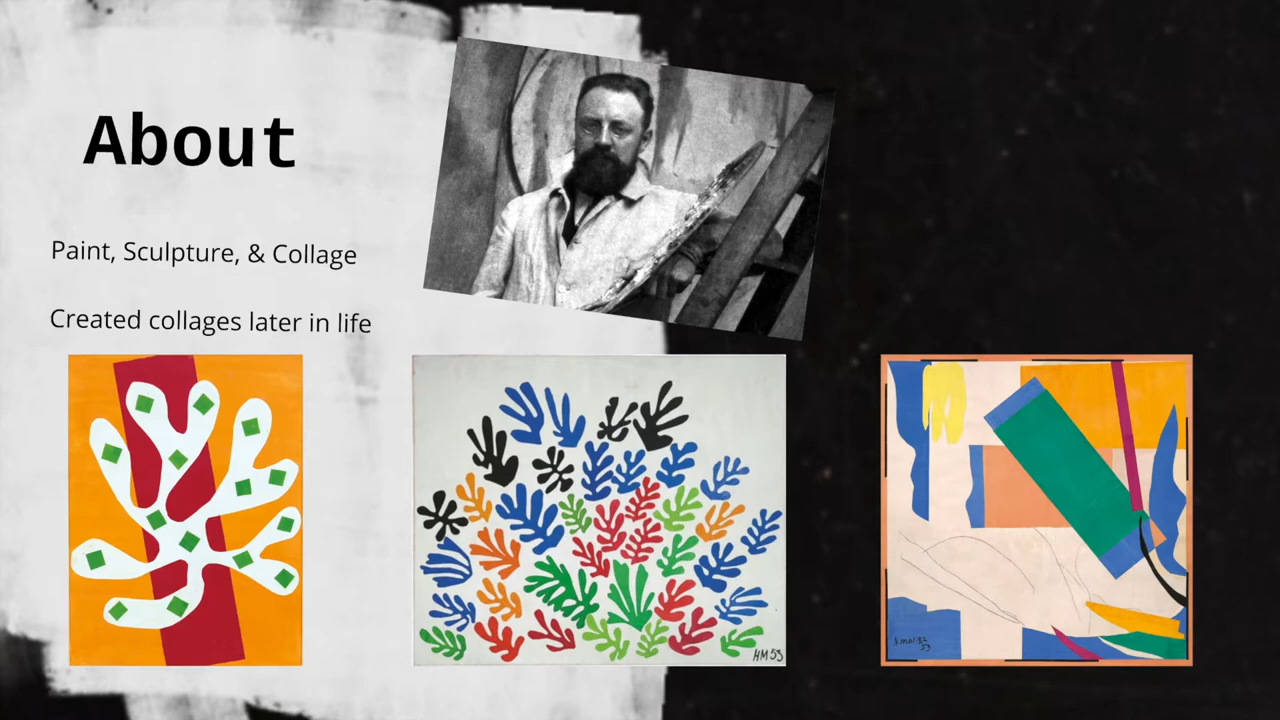 About
Paint, Sculpture, & Collage
Created collages later in life
HM 53